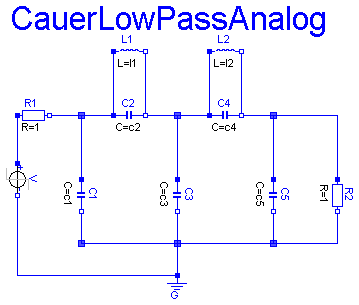 CauerLowPassAnalog
L1
L2
L=l1
L=l2
R1
C2
C4
R=1
C=c2
C=c4
V
C=c1
C1
C=c3
C3
C=c5
C5
R=1
R2
G